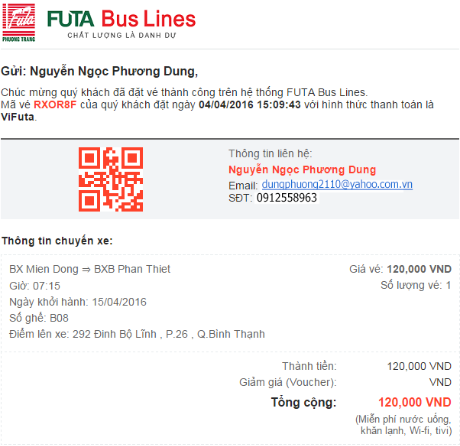 Futa
PHƯƠNG TRANG
FUTA Bus Lines
CHẤT LƯỢNG LÀ DANH DỰ
Gửi: Nguyễn Ngọc Phương Dung,
Chúc mừng quý khách đã đặt vé thành công trên hệ thống FUTA Bus Lines.
Mã vé RXOR8F của quý khách đặt ngày 04/04/2016 15:09:43 với hình thức thanh toán là
ViFuta.
Thông tin liên hệ:
Nguyễn Ngọc Phương Dung
Email: dungphuong2110@yahoo.com.vn
SĐT: 0912558963
Thông tin chuyến xe:
BX Mien Dong ⇒ BXB Phan Thiet
Giá vé: 120,000 VND
Giờ: 07:15
Số lượng vé: 1
Ngày khởi hành: 15/04/2016
Số ghế: B08
Điểm lên xe: 292 Đinh Bộ Lĩnh , P.26 , Q.Bình Thạnh
Thành tiền: 120,000 VND
Giảm giá (Voucher): VND
Tổng cộng: 120,000 VND
(Miễn phí nước uống,
khăn lạnh, Wi-fi, tivi)